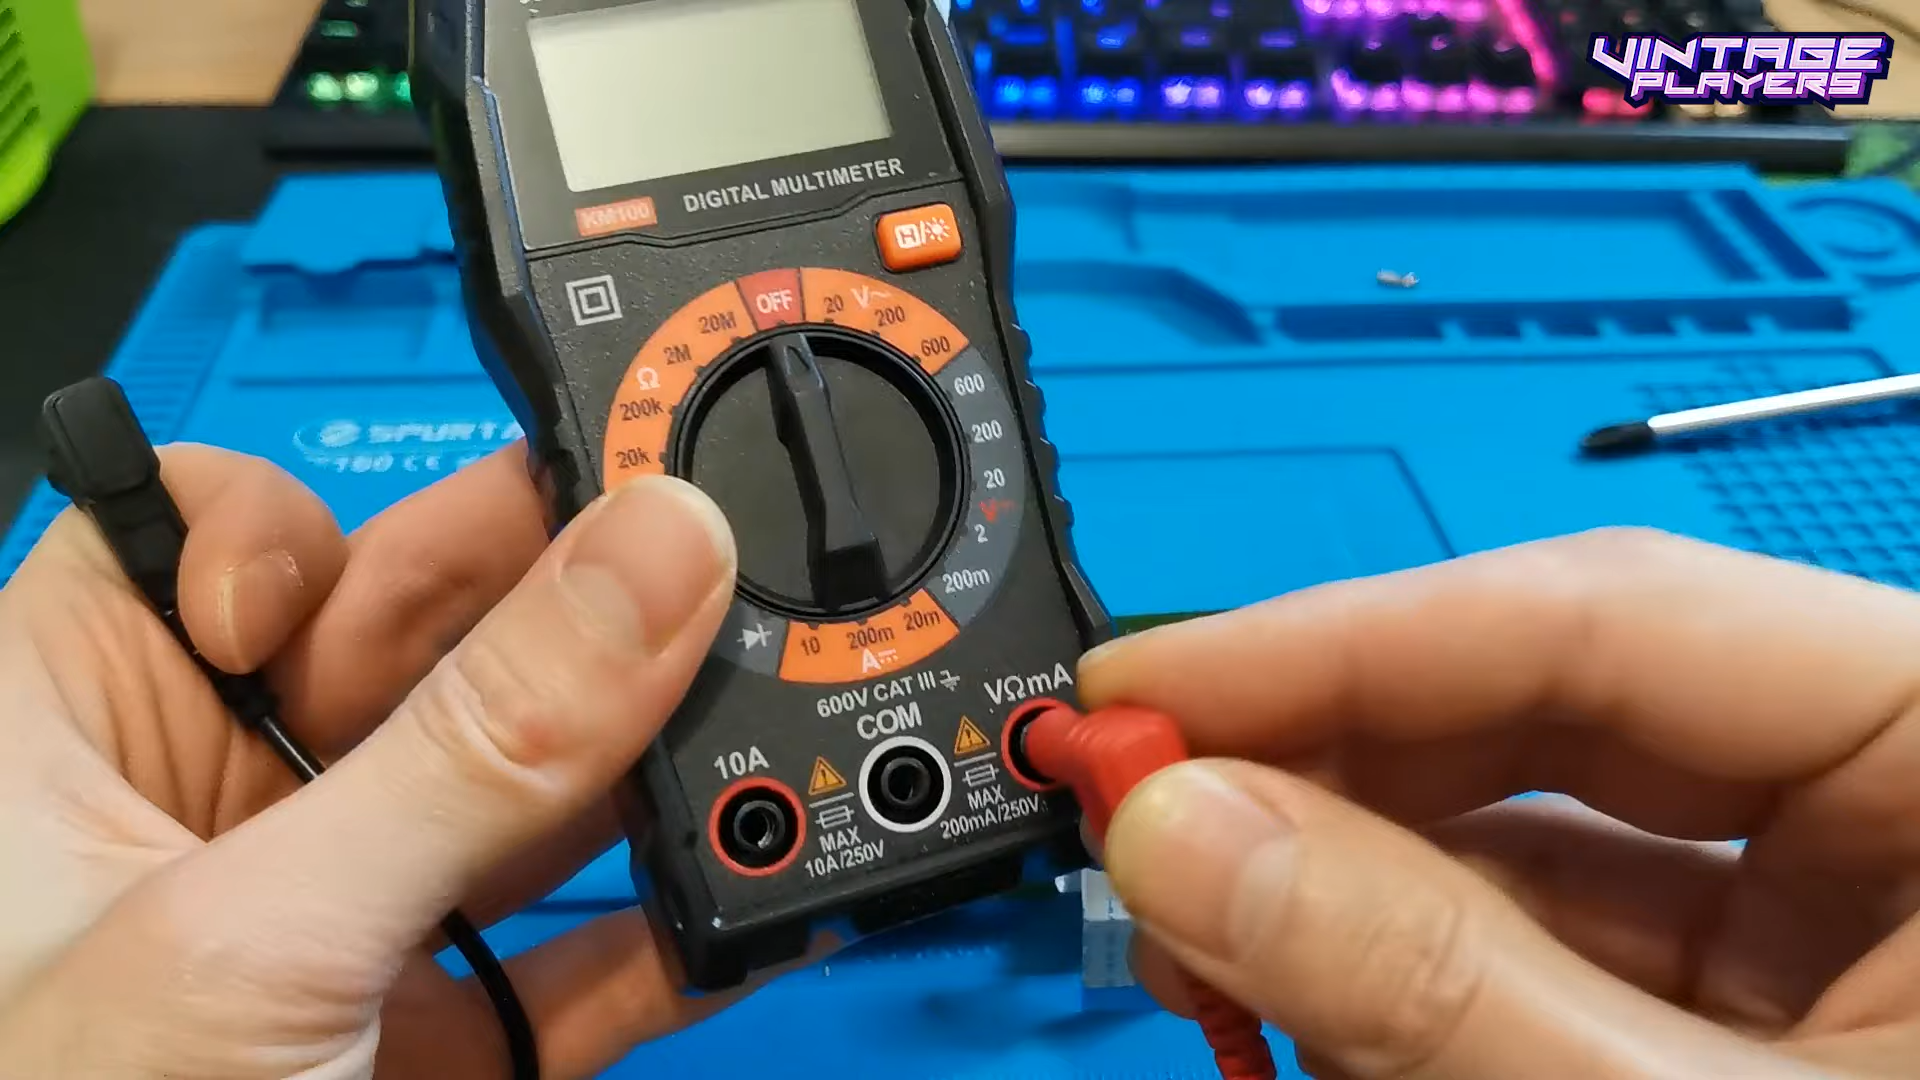 VINTAGE
PLAYERS
DIGITAL MULTIMETER
KM100
H/
OFF
20 V~
200
600
20M
2M
Ω
200k
20k
600
200
20
V
2
200m
10 200m 20m
A
600V CAT III
COM
VΩmA
10A
MAX
10A/250V
MAX
200mA/250V